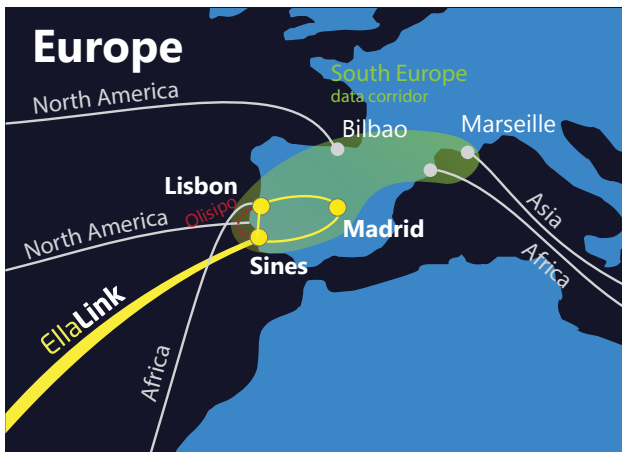 Europe
South Europe
data corridor
North America
Bilbao
Marseille
Lisbon
Olisipo
North America
Madrid
Asia
Africa
Sines
EllaLink
Africa